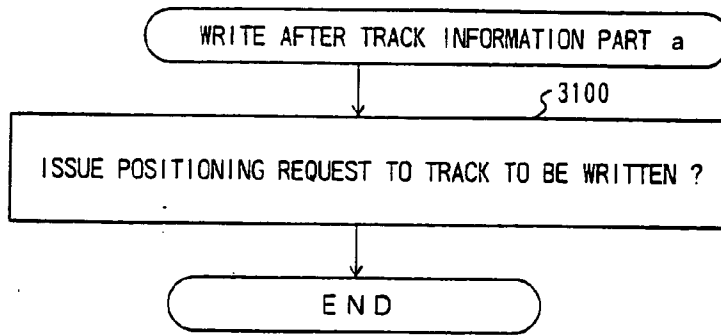 WRITE AFTER TRACK INFORMATION PART a
3100
ISSUE POSITIONING REQUEST TO TRACK TO BE WRITTEN ?
END